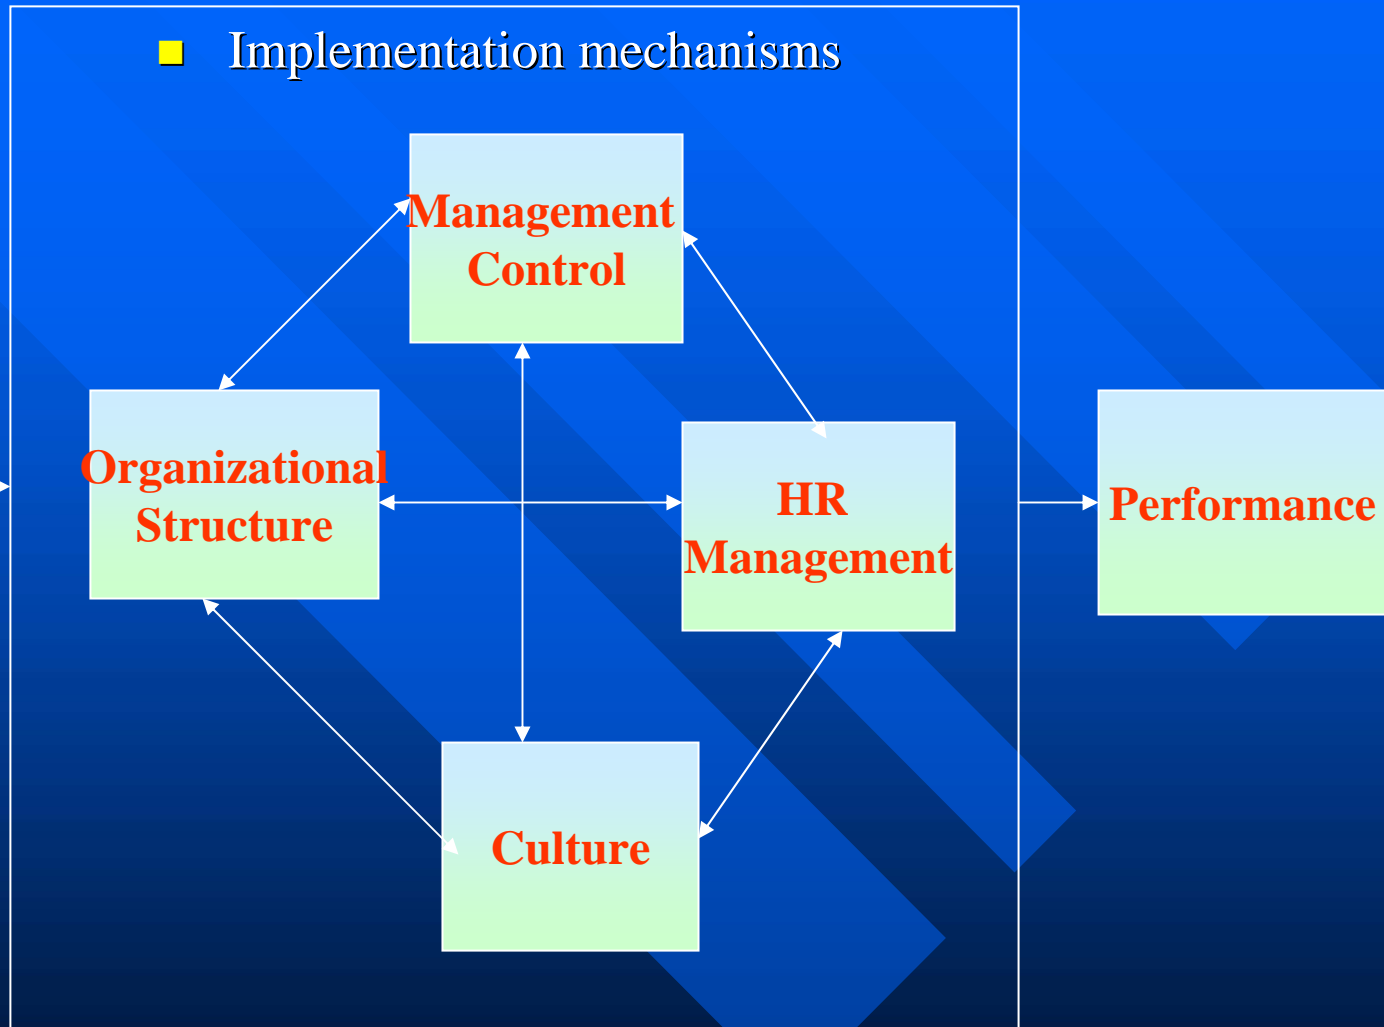 Implementation mechanisms
Management
Control
Organizational
Structure
HR
Management
Performance
Culture